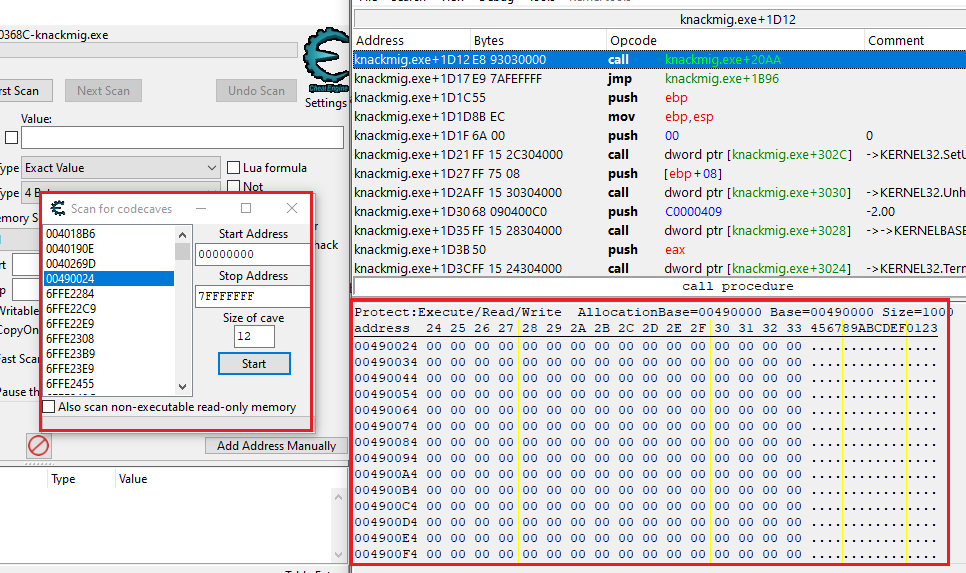 0368C-knackmig.exe
rst Scan
Next Scan
Undo Scan
Cheat Engine
Settings
Value:
Type
Exact Value
Lua formula
Not
Type
4 B
emory S
Scan for codecaves
004018B6
0040190E
0040269D
00490024
6FFE2284
6FFE22C9
6FFE22E9
6FFE2308
6FFE23B9
6FFE23E9
6FFE2455
Start Address
00000000
Stop Address
7FFFFFFF
Size of cave
12
Start
Also scan non-executable read-only memory
hack
Writable
CopyOn
Fast Scan
Pause th
Add Address Manually
Type
Value
knackmig.exe+1D12
Address
Bytes
Opcode
Comment
knackmig.exe+1D12 E8 93030000 call knackmig.exe+20AA
knackmig.exe+1D17 E9 7AFEFFFF jmp knackmig.exe+1B96
knackmig.exe+1D1C 55 push ebp
knackmig.exe+1D1D 8B EC mov ebp,esp
knackmig.exe+1D1F 6A 00 push 00 0
knackmig.exe+1D21 FF 15 2C304000 call dword ptr [knackmig.exe+302C] ->KERNEL32.SetU
knackmig.exe+1D27 FF 75 08 push [ebp+08]
knackmig.exe+1D2A FF 15 30304000 call dword ptr [knackmig.exe+3030] ->KERNEL32.Unh
knackmig.exe+1D30 68 090400C0 push C0000409 -2.00
knackmig.exe+1D35 FF 15 28304000 call dword ptr [knackmig.exe+3028] ->->KERNELBASE
knackmig.exe+1D3B 50 push eax
knackmig.exe+1D3C FF 15 24304000 call dword ptr [knackmig.exe+3024] ->KERNEL32.Terr
call procedure
Protect:Execute/Read/Write AllocationBase=00490000 Base=00490000 Size=1000
address 24 25 26 27 28 29 2A 2B 2C 2D 2E 2F 30 31 32 33 456789ABCDEF0123
00490024 00 00 00 00 00 00 00 00 00 00 00 00 00 00 00 00 ................
00490034 00 00 00 00 00 00 00 00 00 00 00 00 00 00 00 00 ................
00490044 00 00 00 00 00 00 00 00 00 00 00 00 00 00 00 00 ................
00490054 00 00 00 00 00 00 00 00 00 00 00 00 00 00 00 00 ................
00490064 00 00 00 00 00 00 00 00 00 00 00 00 00 00 00 00 ................
00490074 00 00 00 00 00 00 00 00 00 00 00 00 00 00 00 00 ................
00490084 00 00 00 00 00 00 00 00 00 00 00 00 00 00 00 00 ................
00490094 00 00 00 00 00 00 00 00 00 00 00 00 00 00 00 00 ................
004900A4 00 00 00 00 00 00 00 00 00 00 00 00 00 00 00 00 ................
004900B4 00 00 00 00 00 00 00 00 00 00 00 00 00 00 00 00 ................
004900C4 00 00 00 00 00 00 00 00 00 00 00 00 00 00 00 00 ................
004900D4 00 00 00 00 00 00 00 00 00 00 00 00 00 00 00 00 ................
004900E4 00 00 00 00 00 00 00 00 00 00 00 00 00 00 00 00 ................
004900F4 00 00 00 00 00 00 00 00 00 00 00 00 00 00 00 00 ................